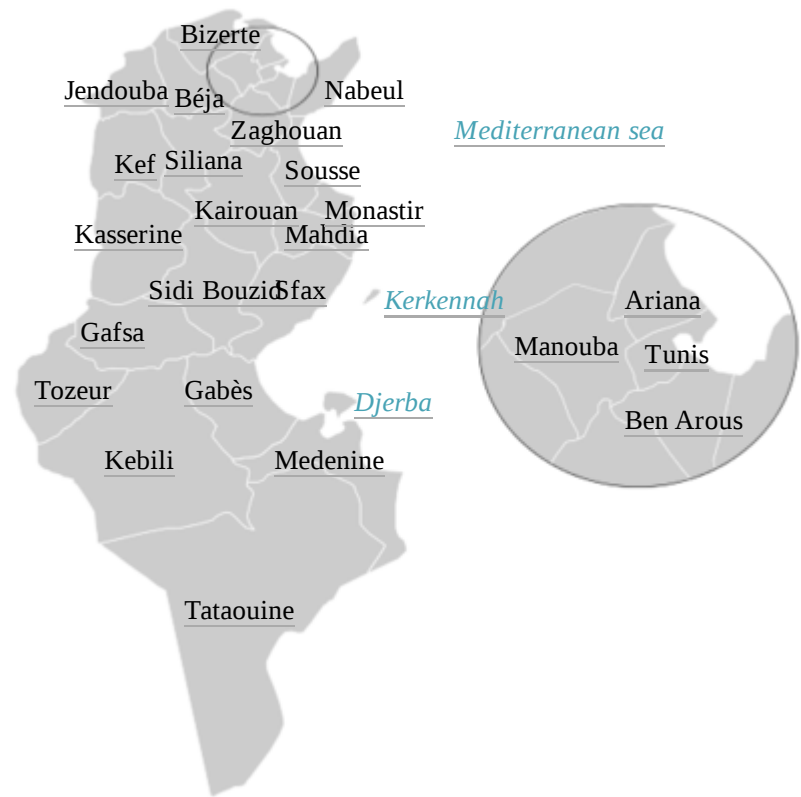 Bizerte
Jendouba
Béja
Nabeul
Zaghouan
Mediterranean sea
Kef
Siliana
Sousse
Kairouan
Monastir
Kasserine
Mahdia
Sidi Bouzid
Sfax
Kerkennah
Ariana
Gafsa
Manouba
Tunis
Tozeur
Gabès
Djerba
Ben Arous
Kebili
Medenine
Tataouine